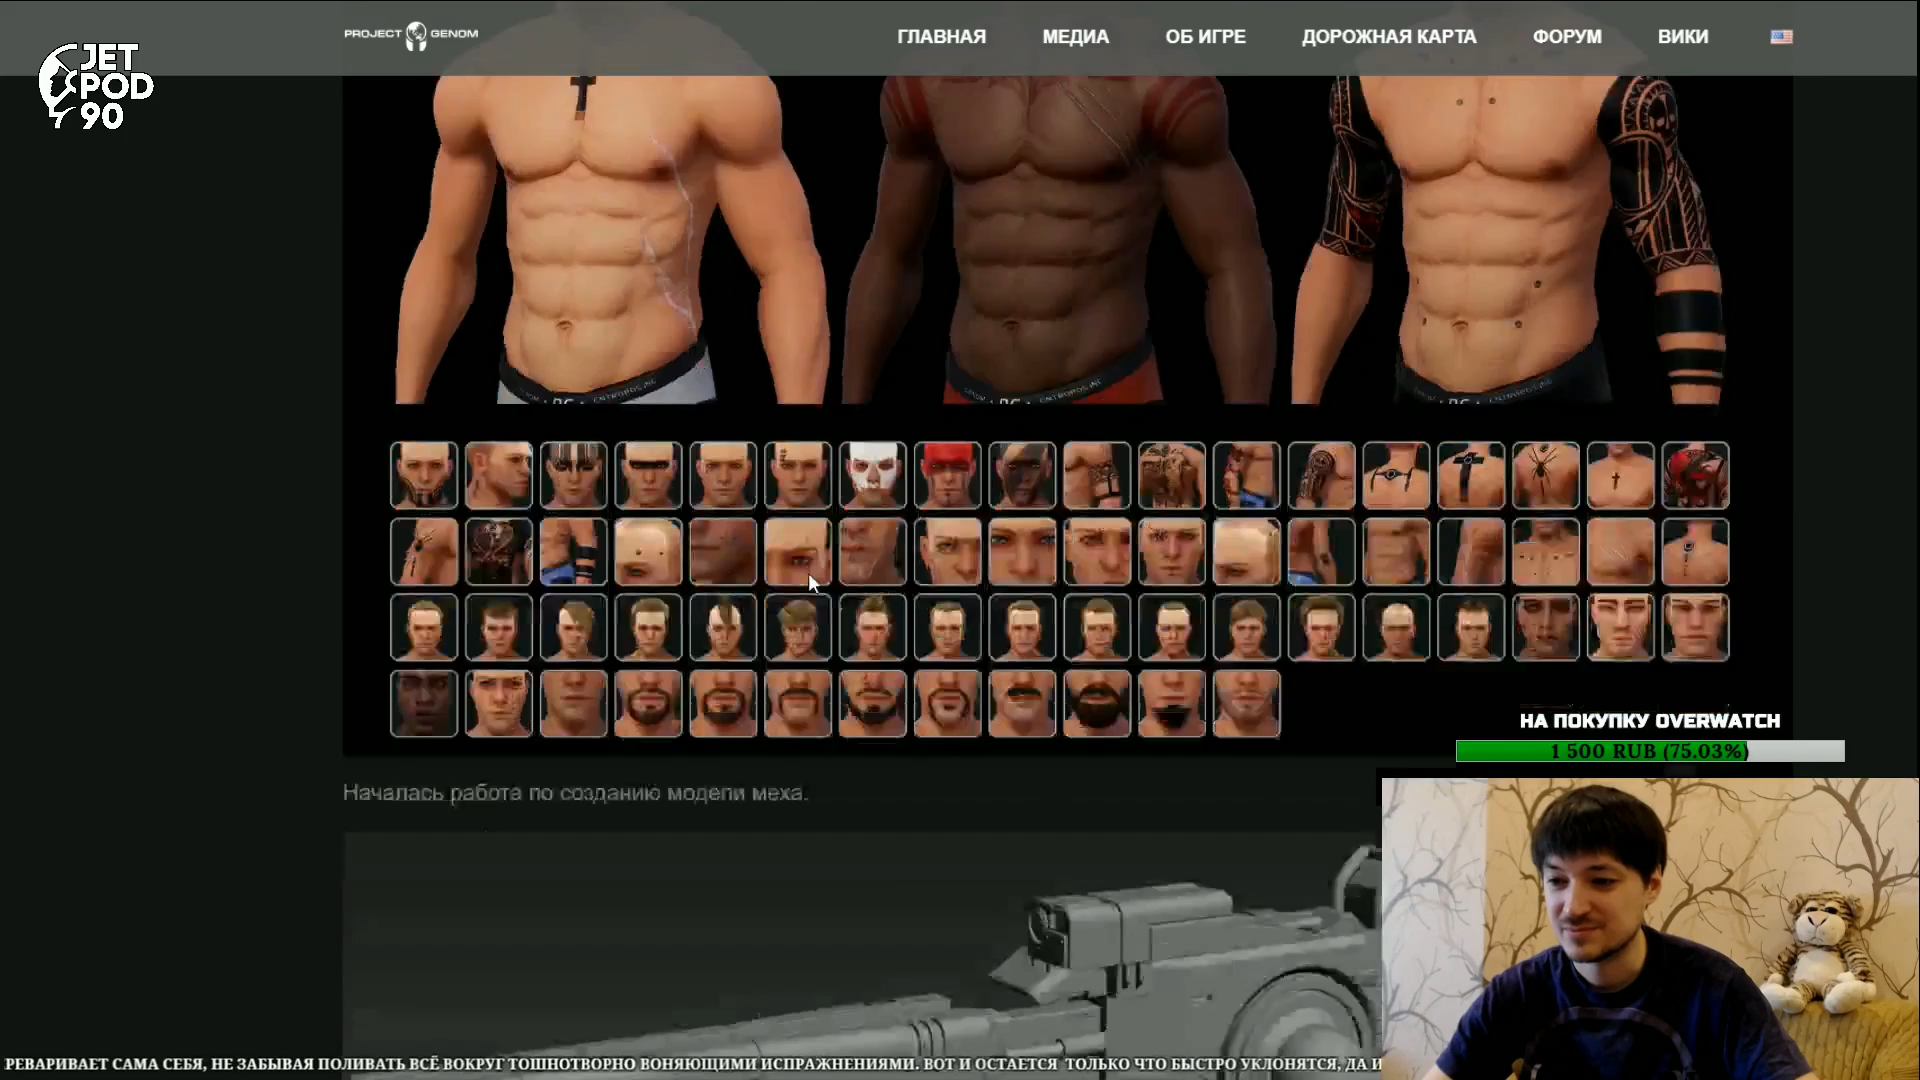 PROJECT GENOM
ГЛАВНАЯ МЕДИА ОБ ИГРЕ ДОРОЖНАЯ КАРТА ФОРУМ ВИКИ
JET
POD
90
НА ПОКУПКУ OVERWATCH
1 500 RUB (75.03%)
Началась работа по созданию модели меха.
РЕВАРИВАЕТ САМА СЕБЯ, НЕ ЗАБЫВАЯ ПОЛИВАТЬ ВСЁ ВОКРУГ ТОШНОТВОРНО ВОНЯЮЩИМИ ИСПРАЖНЕНИЯМИ. ВОТ И ОСТАЕТСЯ ТОЛЬКО ЧТО БЫСТРО УКЛОНЯТСЯ, ДА И